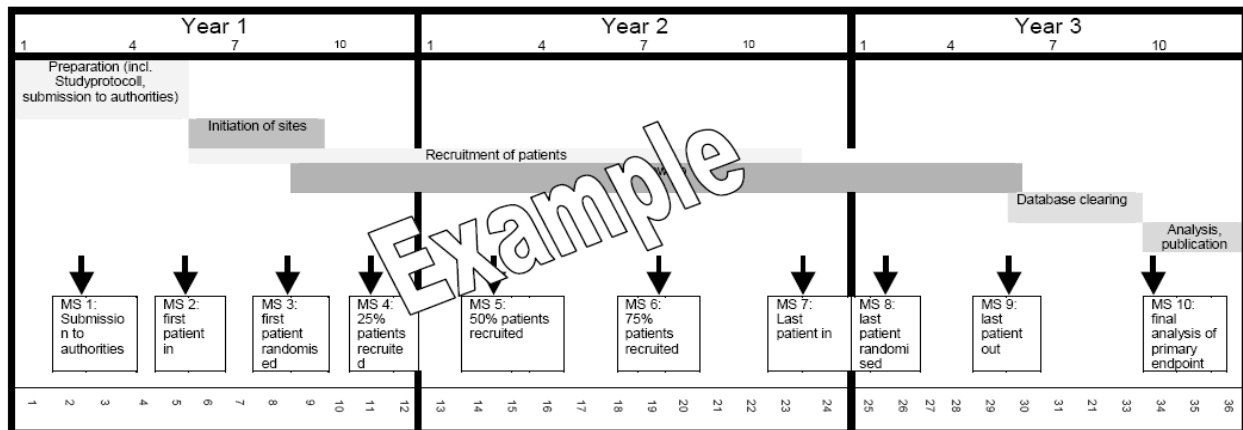 Year 1
Year 2
Year 3
1 4 7 10
1 4 7 10
1 4 7 10
Preparation (incl.
Studyprotocoll,
submission to authorities)
Initiation of sites
Recruitment of patients
Database clearing
Analysis,
publication
Example
MS 1:
Submissio
n to
authorities
MS 2:
first
patient
in
MS 3:
first
patient
randomis
ed
MS 4:
25%
patients
recruite
d
MS 5:
50% patients
recruited
MS 6:
75%
patients
recruited
MS 7:
Last
patient in
MS 8:
last
patient
randomi
sed
MS 9:
last
patient
out
MS 10:
final
analysis of
primary
endpoint
1 2 3 4 5 6 7 8 9 10 11 12 13 14 15 16 17 18 19 20 21 22 23 24 25 26 27 28 29 30 31 32 33 34 35 36